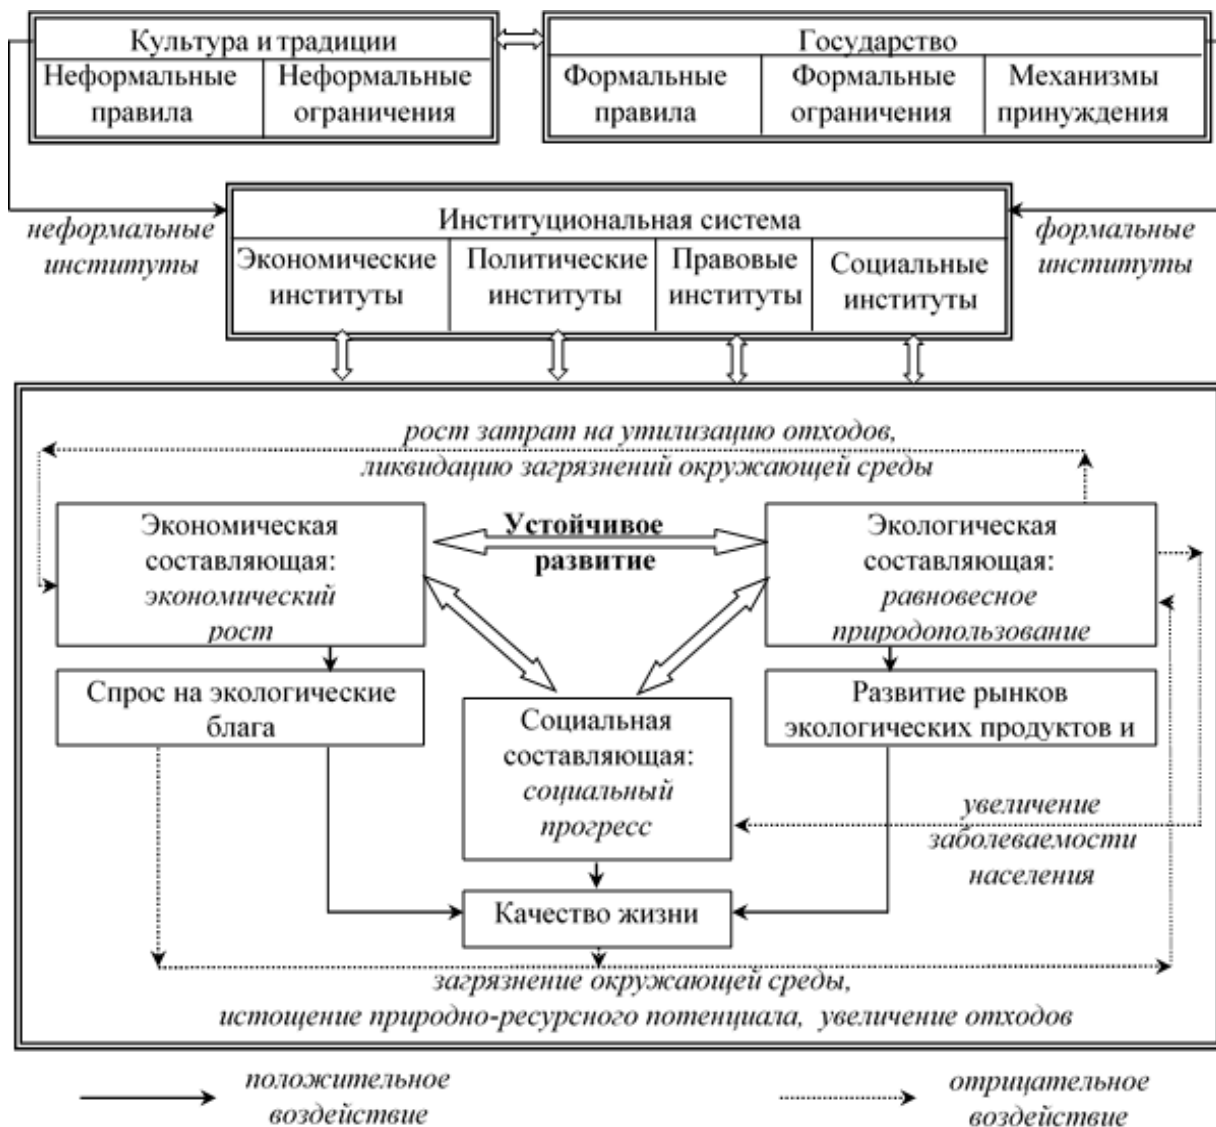 Культура и традиции
Неформальные
правила
Неформальные
ограничения
Государство
Формальные
правила
Формальные
ограничения
Механизмы
принуждения
неформальные
институты
Институциональная система
Экономические
институты
Политические
институты
Правовые
институты
Социальные
институты
формальные
институты
рост затрат на утилизацию отходов,
ликвидацию загрязнений окружающей среды
Экономическая
составляющая:
экономический
рост
Устойчивое
развитие
Экологическая
составляющая:
равновесное
природопользование
Спрос на экологические
блага
Социальная
составляющая:
социальный
прогресс
Развитие рынков
экологических продуктов и
увеличение
заболеваемости
населения
Качество жизни
загрязнение окружающей среды,
истощение природно-ресурсного потенциала, увеличение отходов
положительное
воздействие
отрицательное
воздействие